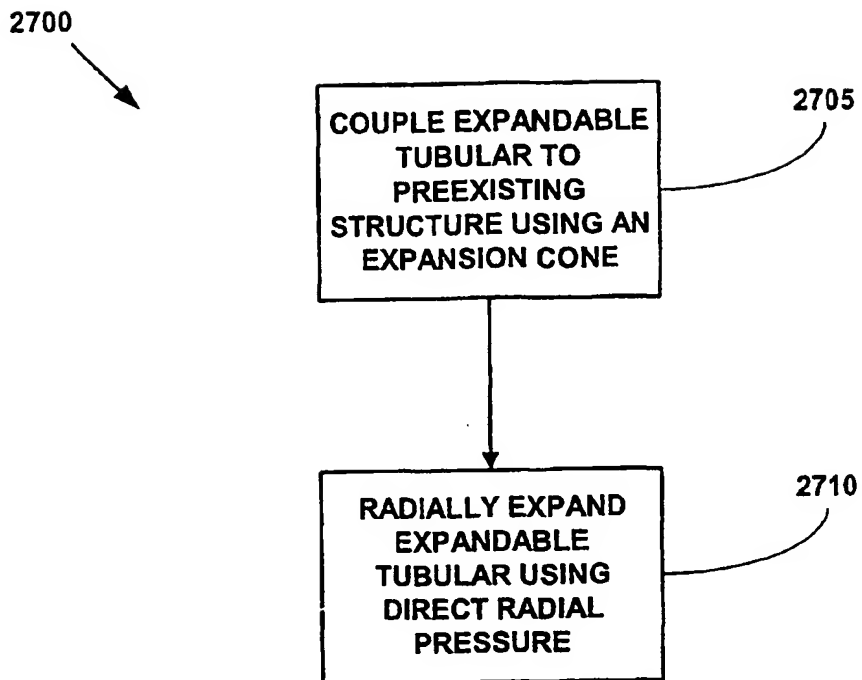 2700
2705
COUPLE EXPANDABLE
TUBULAR TO
PREEXISTING
STRUCTURE USING AN
EXPANSION CONE
2710
RADIALLY EXPAND
EXPANDABLE
TUBULAR USING
DIRECT RADIAL
PRESSURE